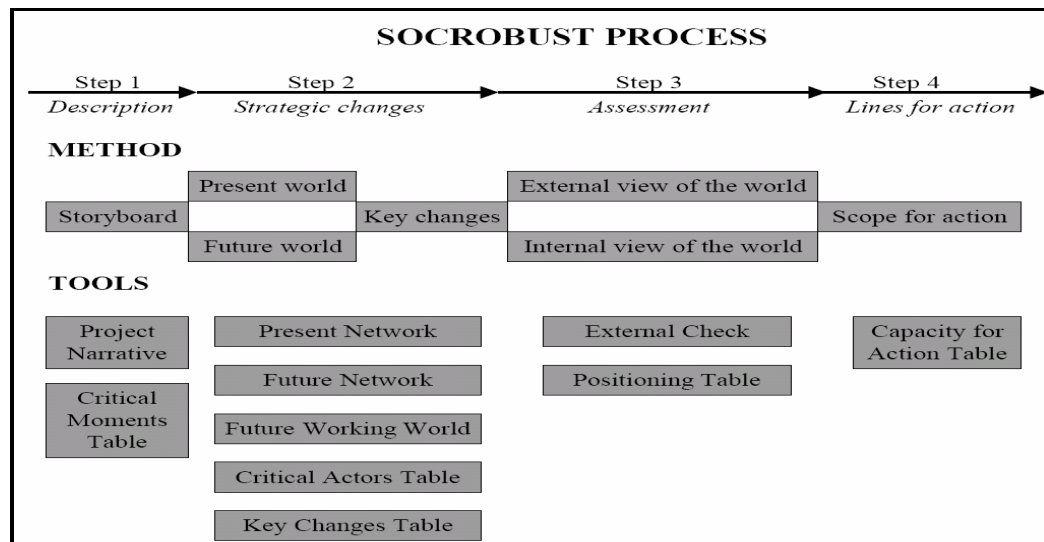 SOCROBUST PROCESS
Step 1
Step 2
Step 3
Step 4
Description
Strategic changes
Assessment
Lines for action
METHOD
Present world
External view of the world
Storyboard
Key changes
Scope for action
Future world
Internal view of the world
TOOLS
Project
Narrative
Critical
Moments
Table
Present Network
Future Network
Future Working World
Critical Actors Table
Key Changes Table
External Check
Positioning Table
Capacity for
Action Table